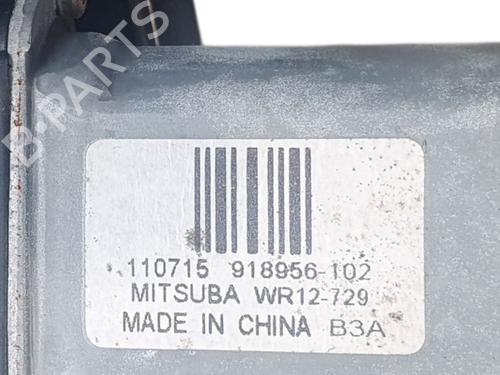 B-PARTS
110715 918956-102
MITSUBA WR12-729
MADE IN CHINA B3A